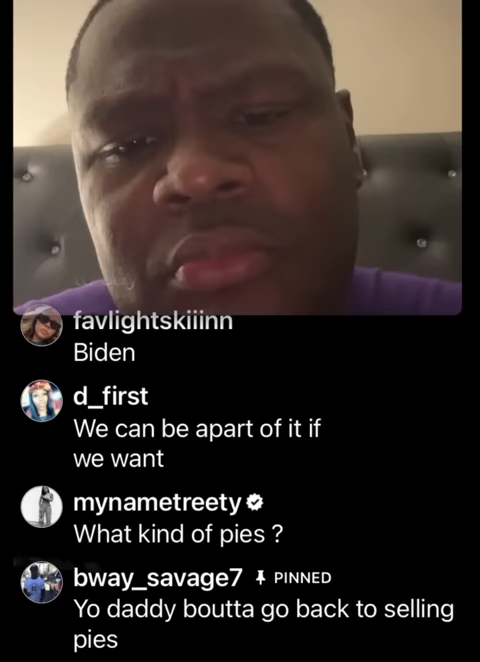 favlightskiiinn
Biden
d_first
We can be apart of it if
we want
mynametreety
What kind of pies ?
bway_savage7 PINNED
Yo daddy boutta go back to selling
pies